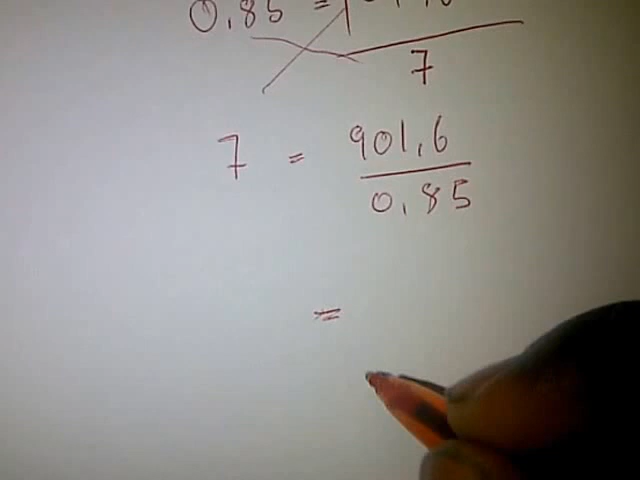 0,85 =
7
7 = 901,6
0,85
=